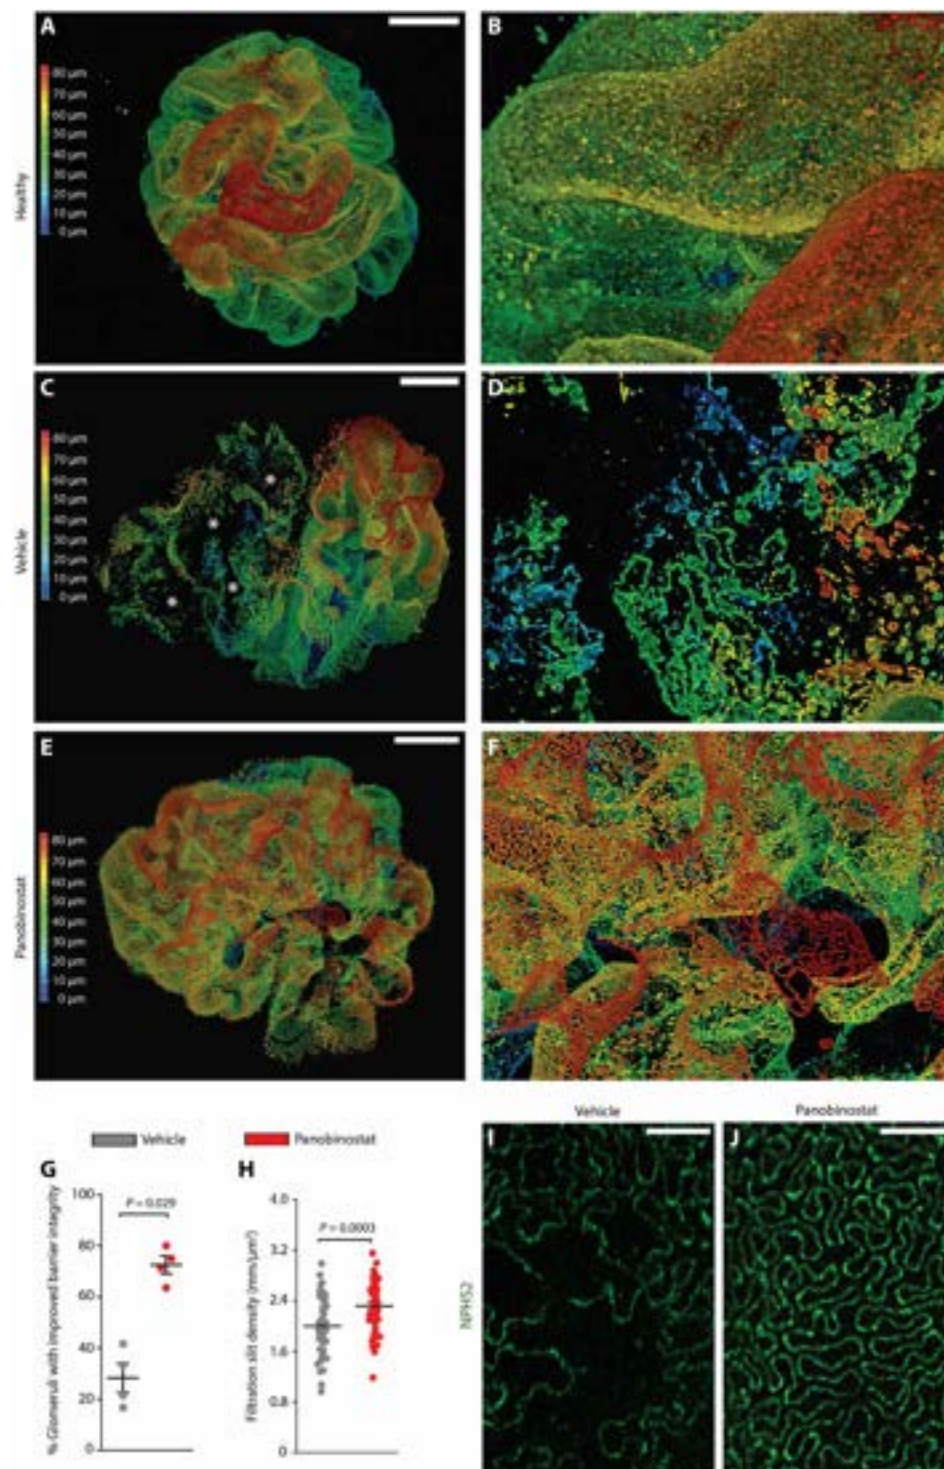 A
B
80 μm
70 μm
60 μm
50 μm
40 μm
30 μm
20 μm
10 μm
0 μm
Healthy
C
D
80 μm
70 μm
60 μm
50 μm
40 μm
30 μm
20 μm
10 μm
0 μm
Vehicle
E
F
80 μm
70 μm
60 μm
50 μm
40 μm
30 μm
20 μm
10 μm
0 μm
Panobinostat
Vehicle
Panobinostat
G
% Glomeruli with improved barrier intagrity
100
80
60
40
20
0
P = 0.029
H
Filtration slit density (mm/μm²)
4.0
3.2
2.4
1.6
0.8
0
P = 0.0003
Vehicle
Panobinostat
I
J
NPHS2